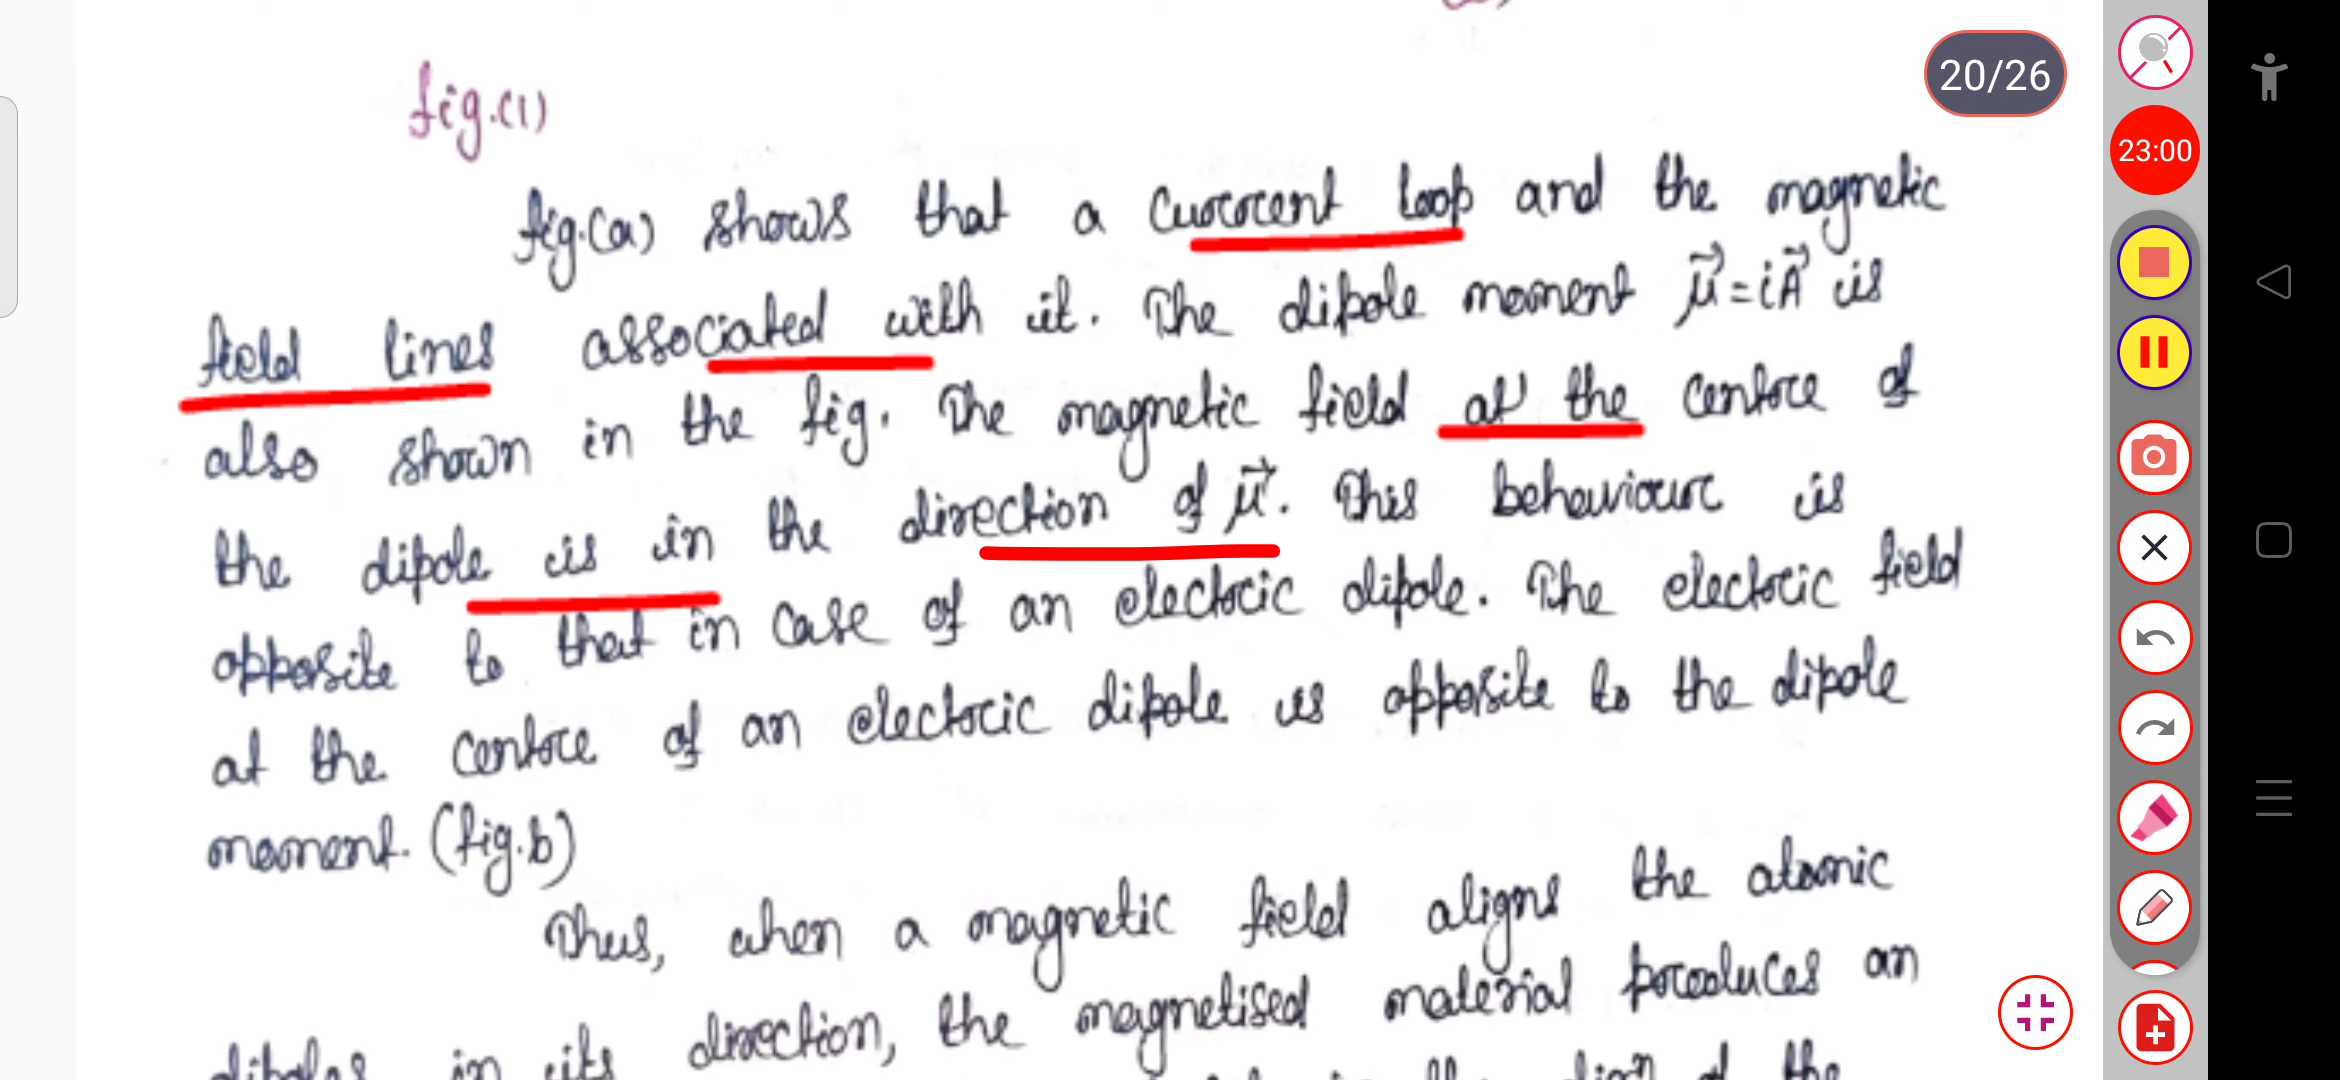 fig.(1)
20/26
23:00
fig.(a) shows that a current loop and the magnetic
field lines associated with it. The dipole moment μ⃗ = iA⃗ is
also shown in the fig. The magnetic field at the centre of
the dipole is in the direction of μ⃗. This behaviour is
opposite to that in case of an electric dipole. The electric field
at the centre of an electric dipole is opposite to the dipole
moment. (fig.b)
Thus, when a magnetic field aligns the atomic
dipoles in its direction, the magnetised material produces an
the